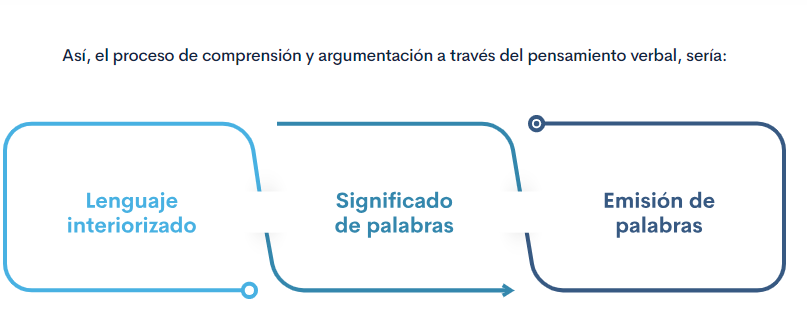 Así, el proceso de comprensión y argumentación a través del pensamiento verbal, sería:
Lenguaje
interiorizado
Significado
de palabras
Emisión de
palabras